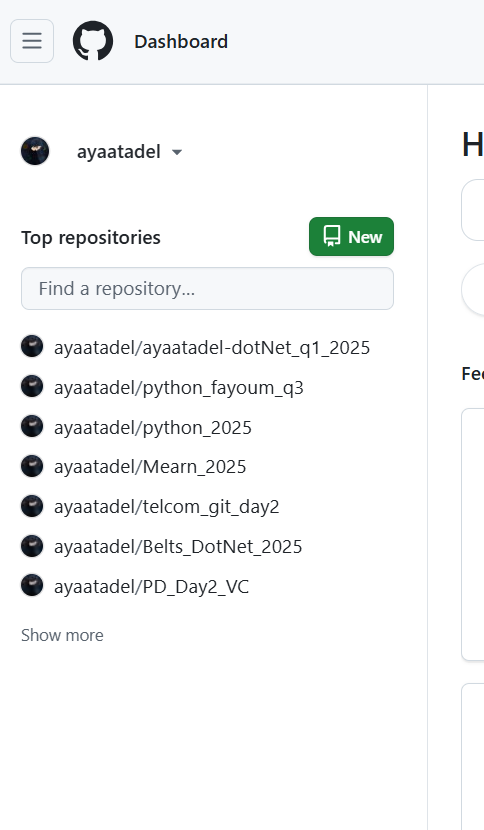 Dashboard
ayaatadel
Top repositories
New
Find a repository...
ayaatadel/ayaatadel-dotNet_q1_2025
ayaatadel/python_fayoum_q3
ayaatadel/python_2025
ayaatadel/Mearn_2025
ayaatadel/telcom_git_day2
ayaatadel/Belts_DotNet_2025
ayaatadel/PD_Day2_VC
Show more